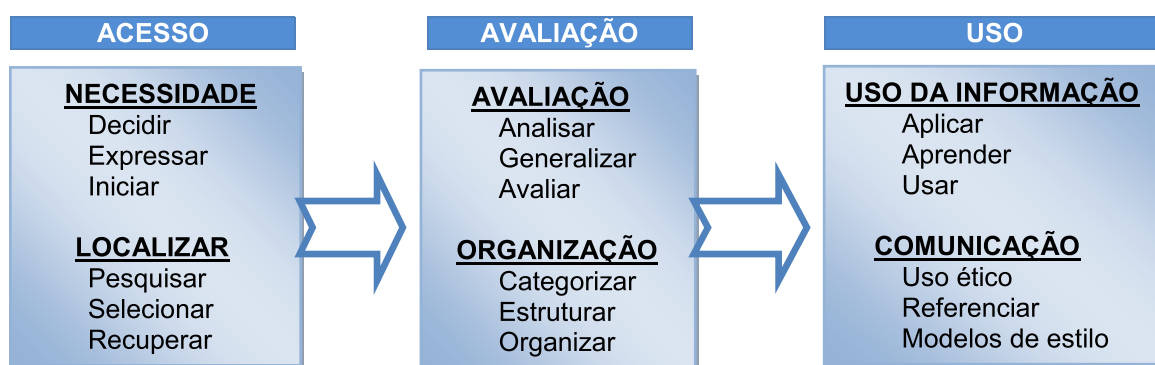 ACESSO
NECESSIDADE
Decidir
Expressar
Iniciar
LOCALIZAR
Pesquisar
Selecionar
Recuperar
AVALIAÇÃO
AVALIAÇÃO
Analisar
Generalizar
Avaliar
ORGANIZAÇÃO
Categorizar
Estruturar
Organizar
USO
USO DA INFORMAÇÃO
Aplicar
Aprender
Usar
COMUNICAÇÃO
Uso ético
Referenciar
Modelos de estilo